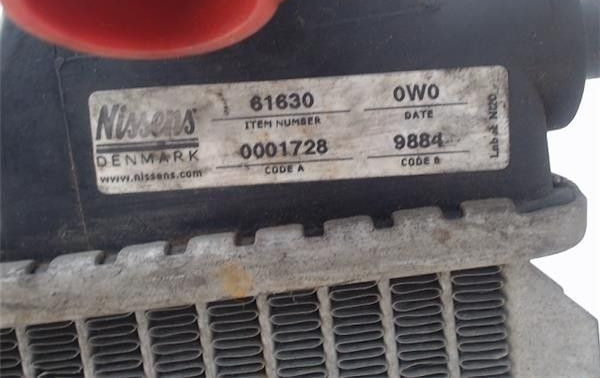 Nissens
DENMARK
www.nissens.com
61630
ITEM NUMBER
0W0
DATE
0001728
CODE A
9884
CODE B